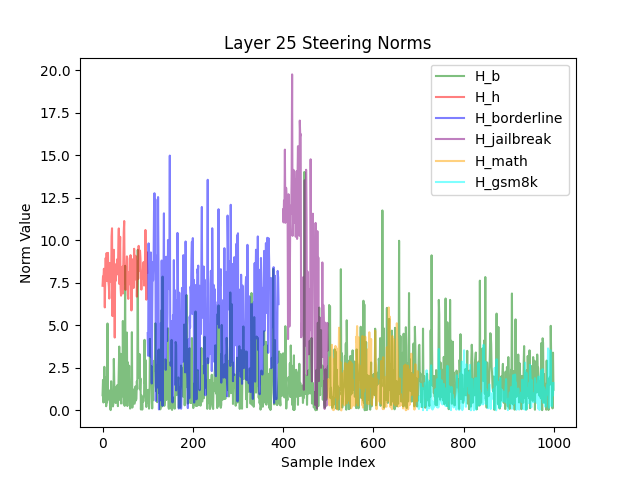 Layer 25 Steering Norms
20.0
17.5
15.0
12.5
10.0
7.5
5.0
2.5
0.0
Norm Value
H_b
H_h
H_borderline
H_jailbreak
H_math
H_gsm8k
0 200 400 600 800 1000
Sample Index